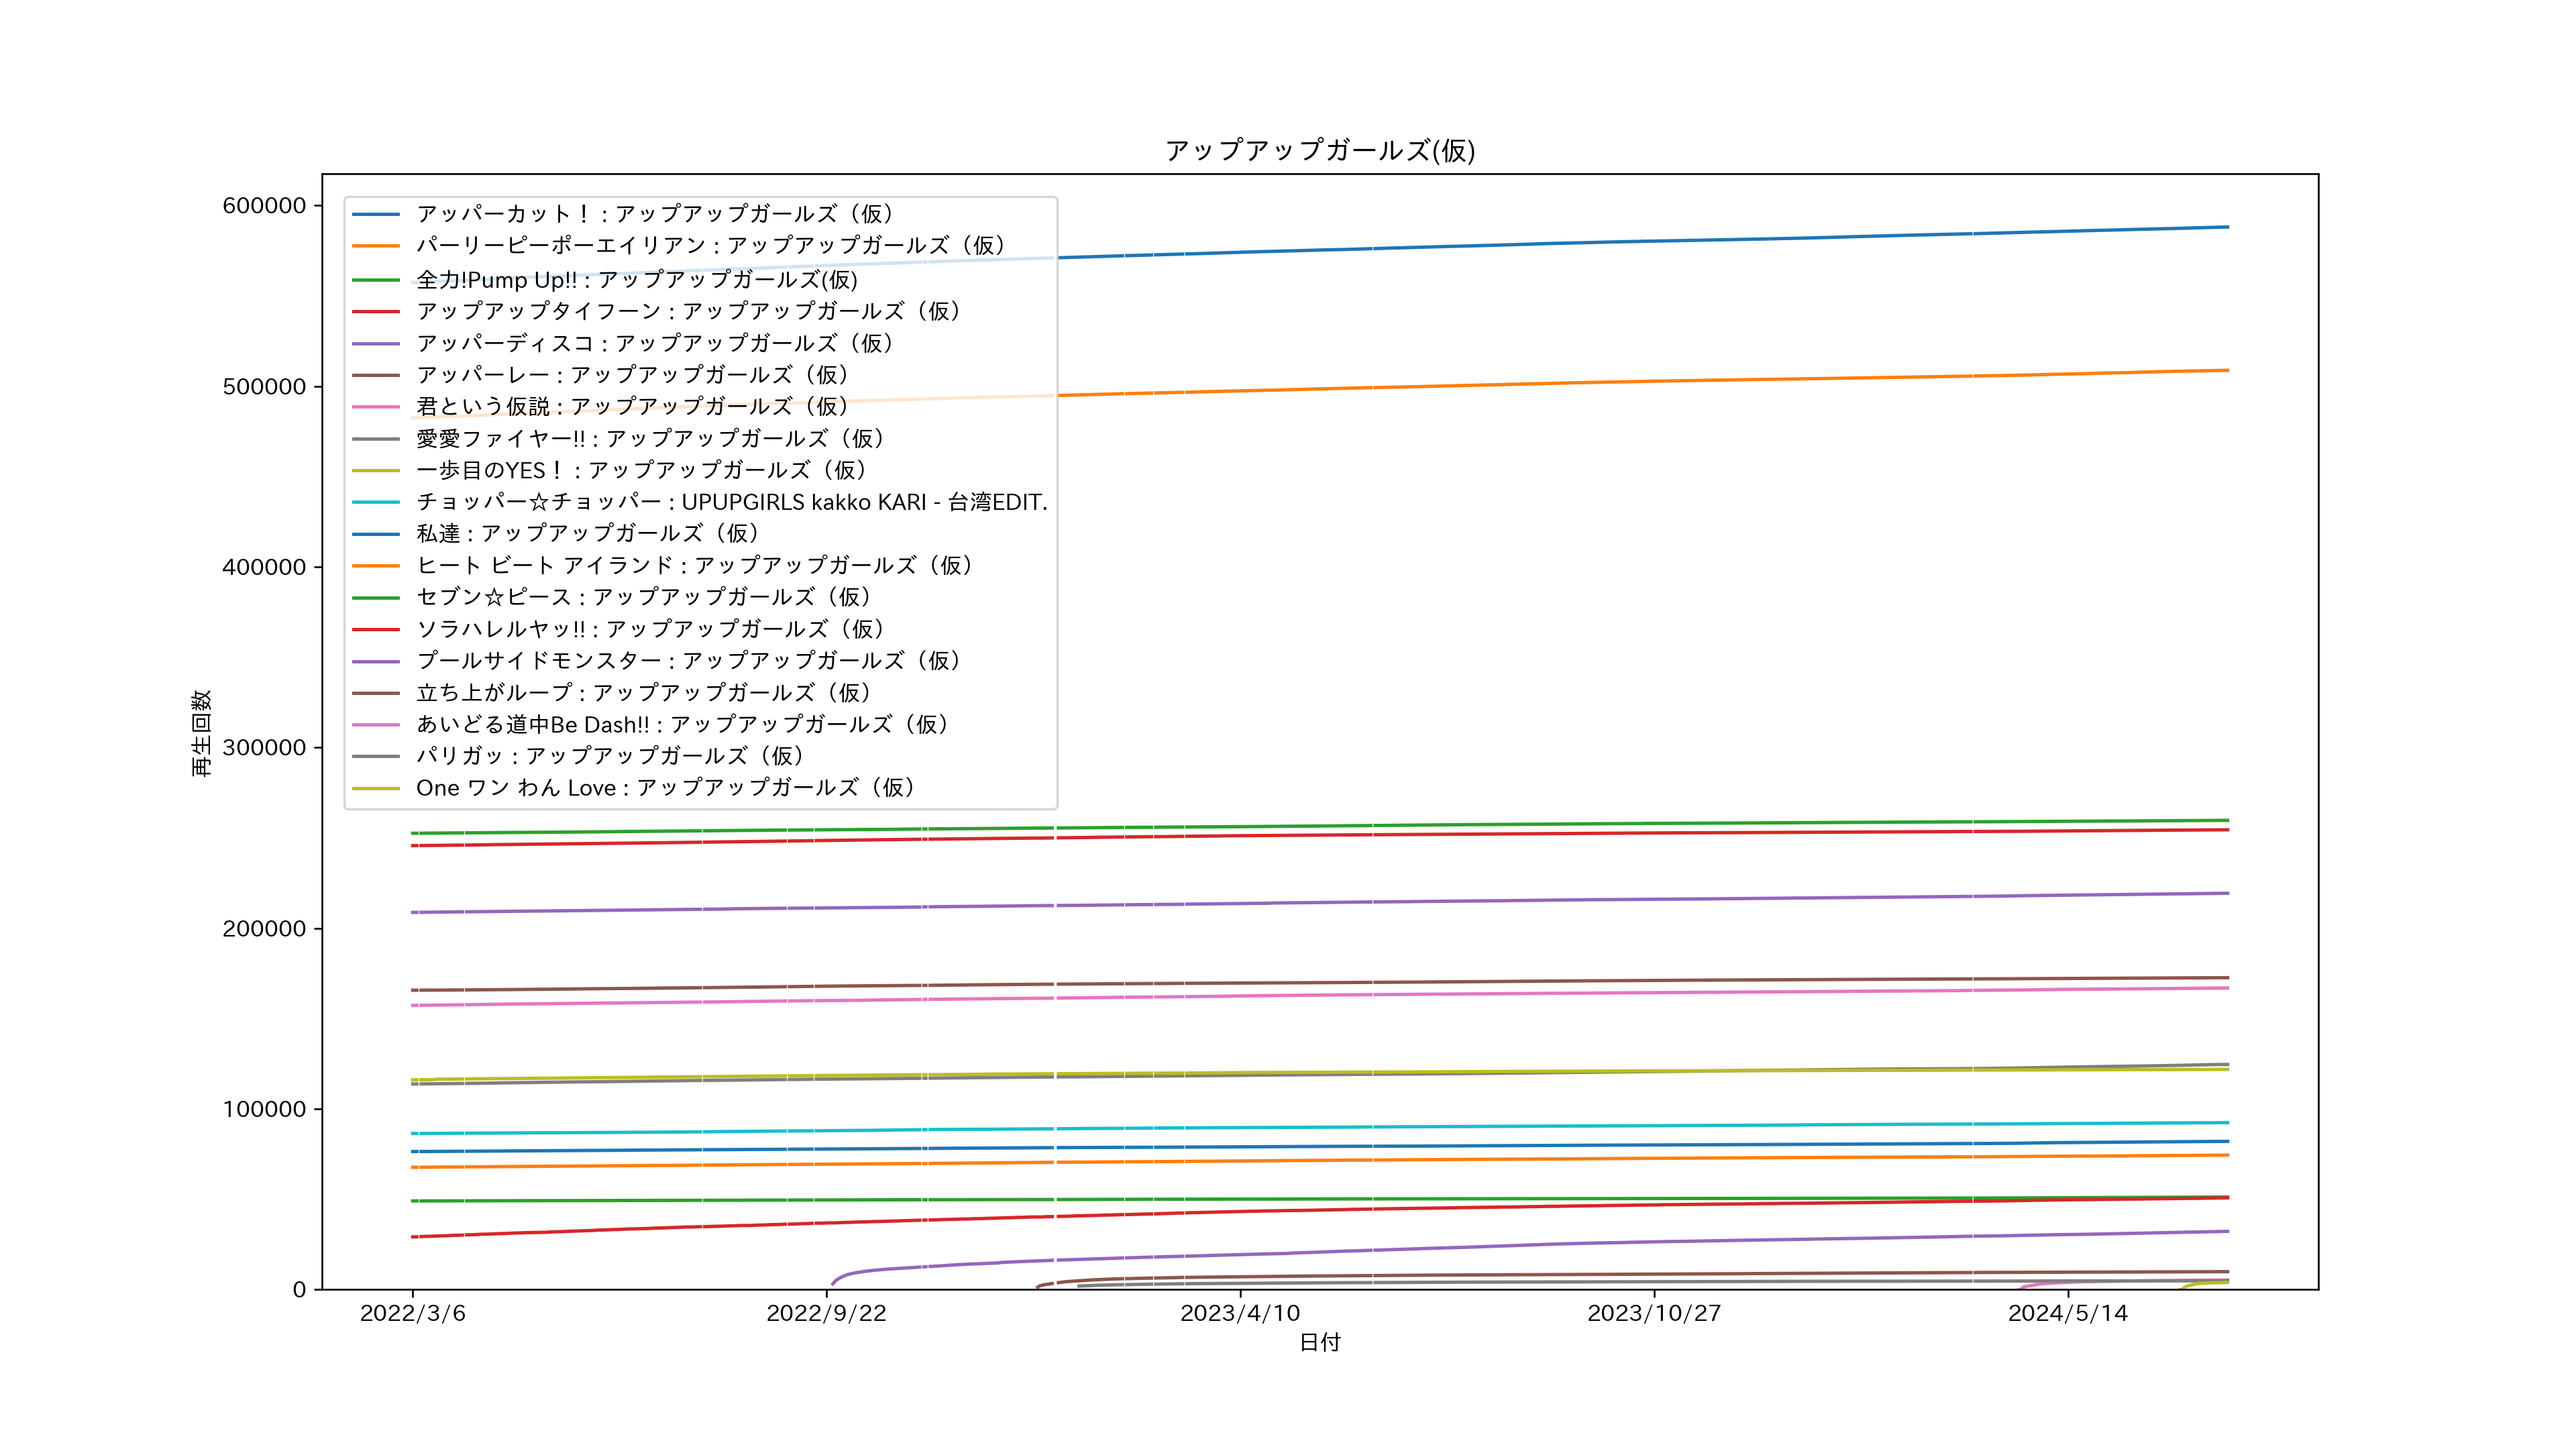 アップアップガールズ(仮)
600000
500000
400000
300000
200000
100000
0
再生回数
アッパーカット！ : アップアップガールズ（仮）
パーリーピーポーエイリアン : アップアップガールズ（仮）
全力!Pump Up!! : アップアップガールズ(仮)
アップアップタイフーン : アップアップガールズ（仮）
アッパーディスコ : アップアップガールズ（仮）
アッパーレー : アップアップガールズ（仮）
君という仮説 : アップアップガールズ（仮）
愛愛ファイヤー!! : アップアップガールズ（仮）
一歩目のYES！ : アップアップガールズ（仮）
チョッパー☆チョッパー : UPUPGIRLS kakko KARI - 台湾EDIT.
私達 : アップアップガールズ（仮）
ヒート ビート アイランド : アップアップガールズ（仮）
セブン☆ピース : アップアップガールズ（仮）
ソラハレルヤッ!! : アップアップガールズ（仮）
プールサイドモンスター : アップアップガールズ（仮）
立ち上がループ : アップアップガールズ（仮）
あいどる道中Be Dash!! : アップアップガールズ（仮）
パリガッ : アップアップガールズ（仮）
One ワン わん Love : アップアップガールズ（仮）
2022/3/6
2022/9/22
2023/4/10
2023/10/27
2024/5/14
日付